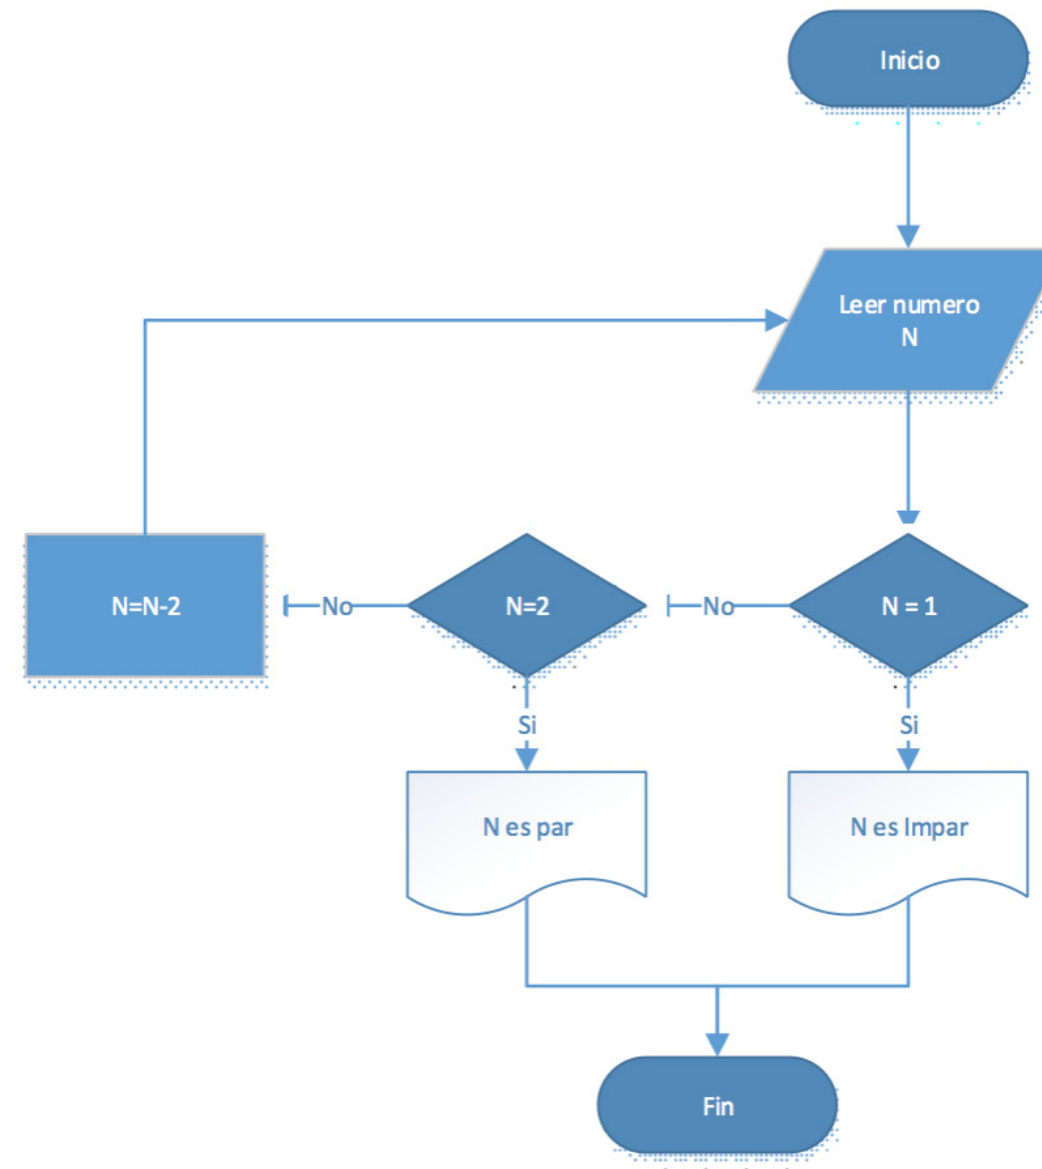 Inicio
Leer numero
N
N = 1
No
N=2
No
N=N-2
Si
Si
N es par
N es Impar
Fin